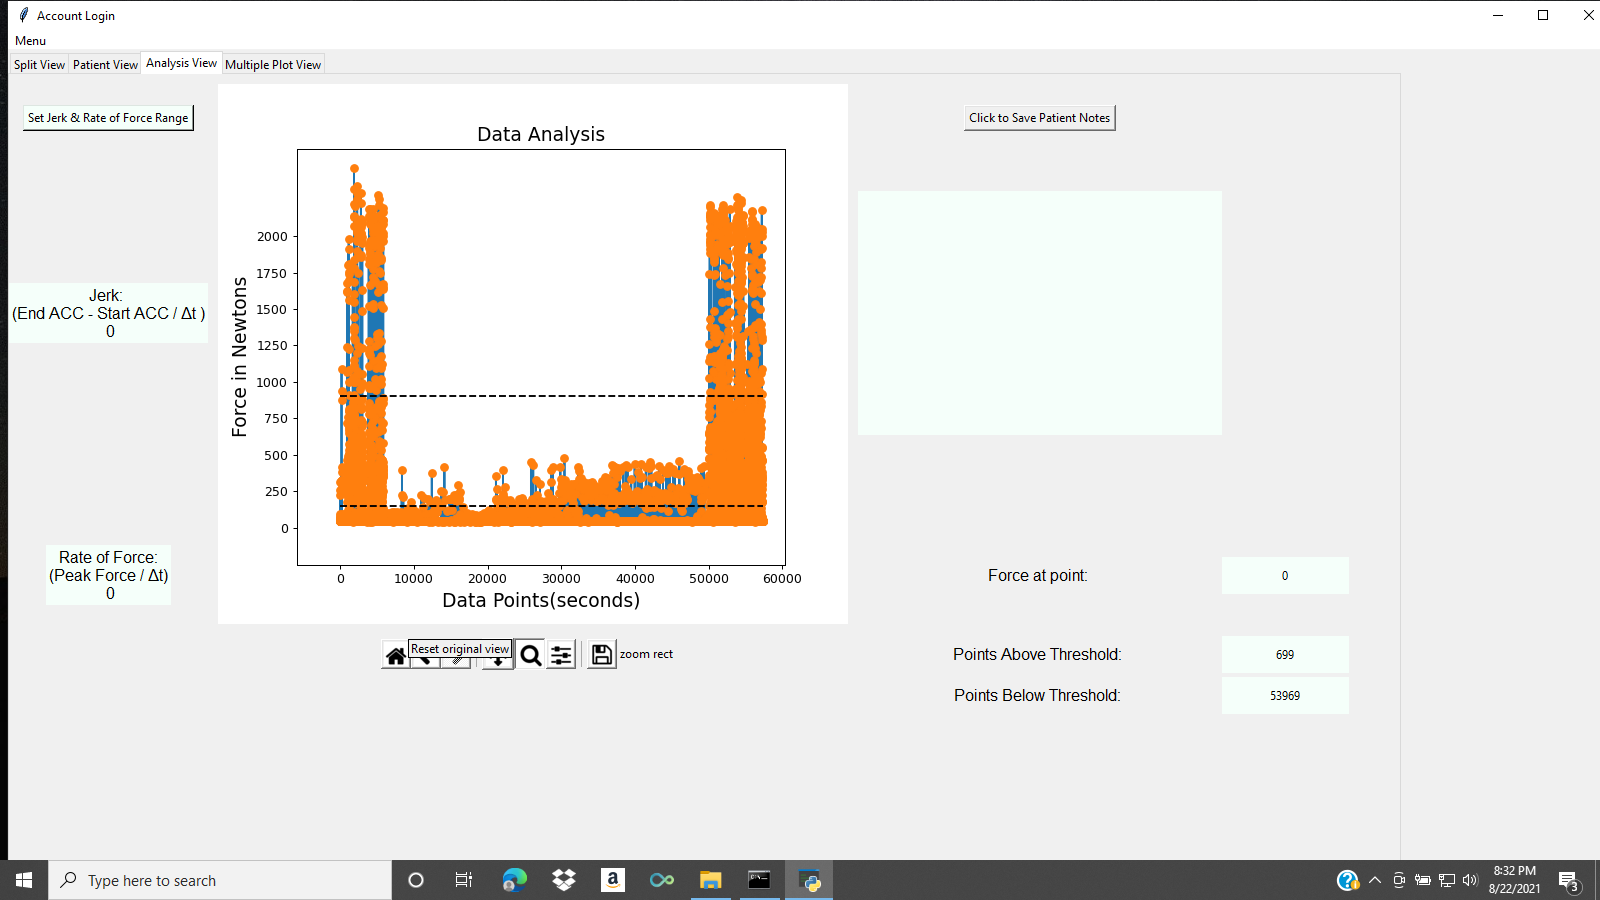 Account Login
Menu
Split View
Patient View
Analysis View
Multiple Plot View
Set Jerk & Rate of Force Range
Click to Save Patient Notes
Data Analysis
Force in Newtons
2000
1750
1500
1250
1000
750
500
250
0
0
10000
20000
30000
40000
50000
60000
Data Points(seconds)
Jerk:
(End ACC - Start ACC / Δt )
0
Rate of Force:
(Peak Force / Δt)
0
Reset original view
zoom rect
Force at point:
0
Points Above Threshold:
699
Points Below Threshold:
53969
Type here to search
8:32 PM
8/22/2021
3